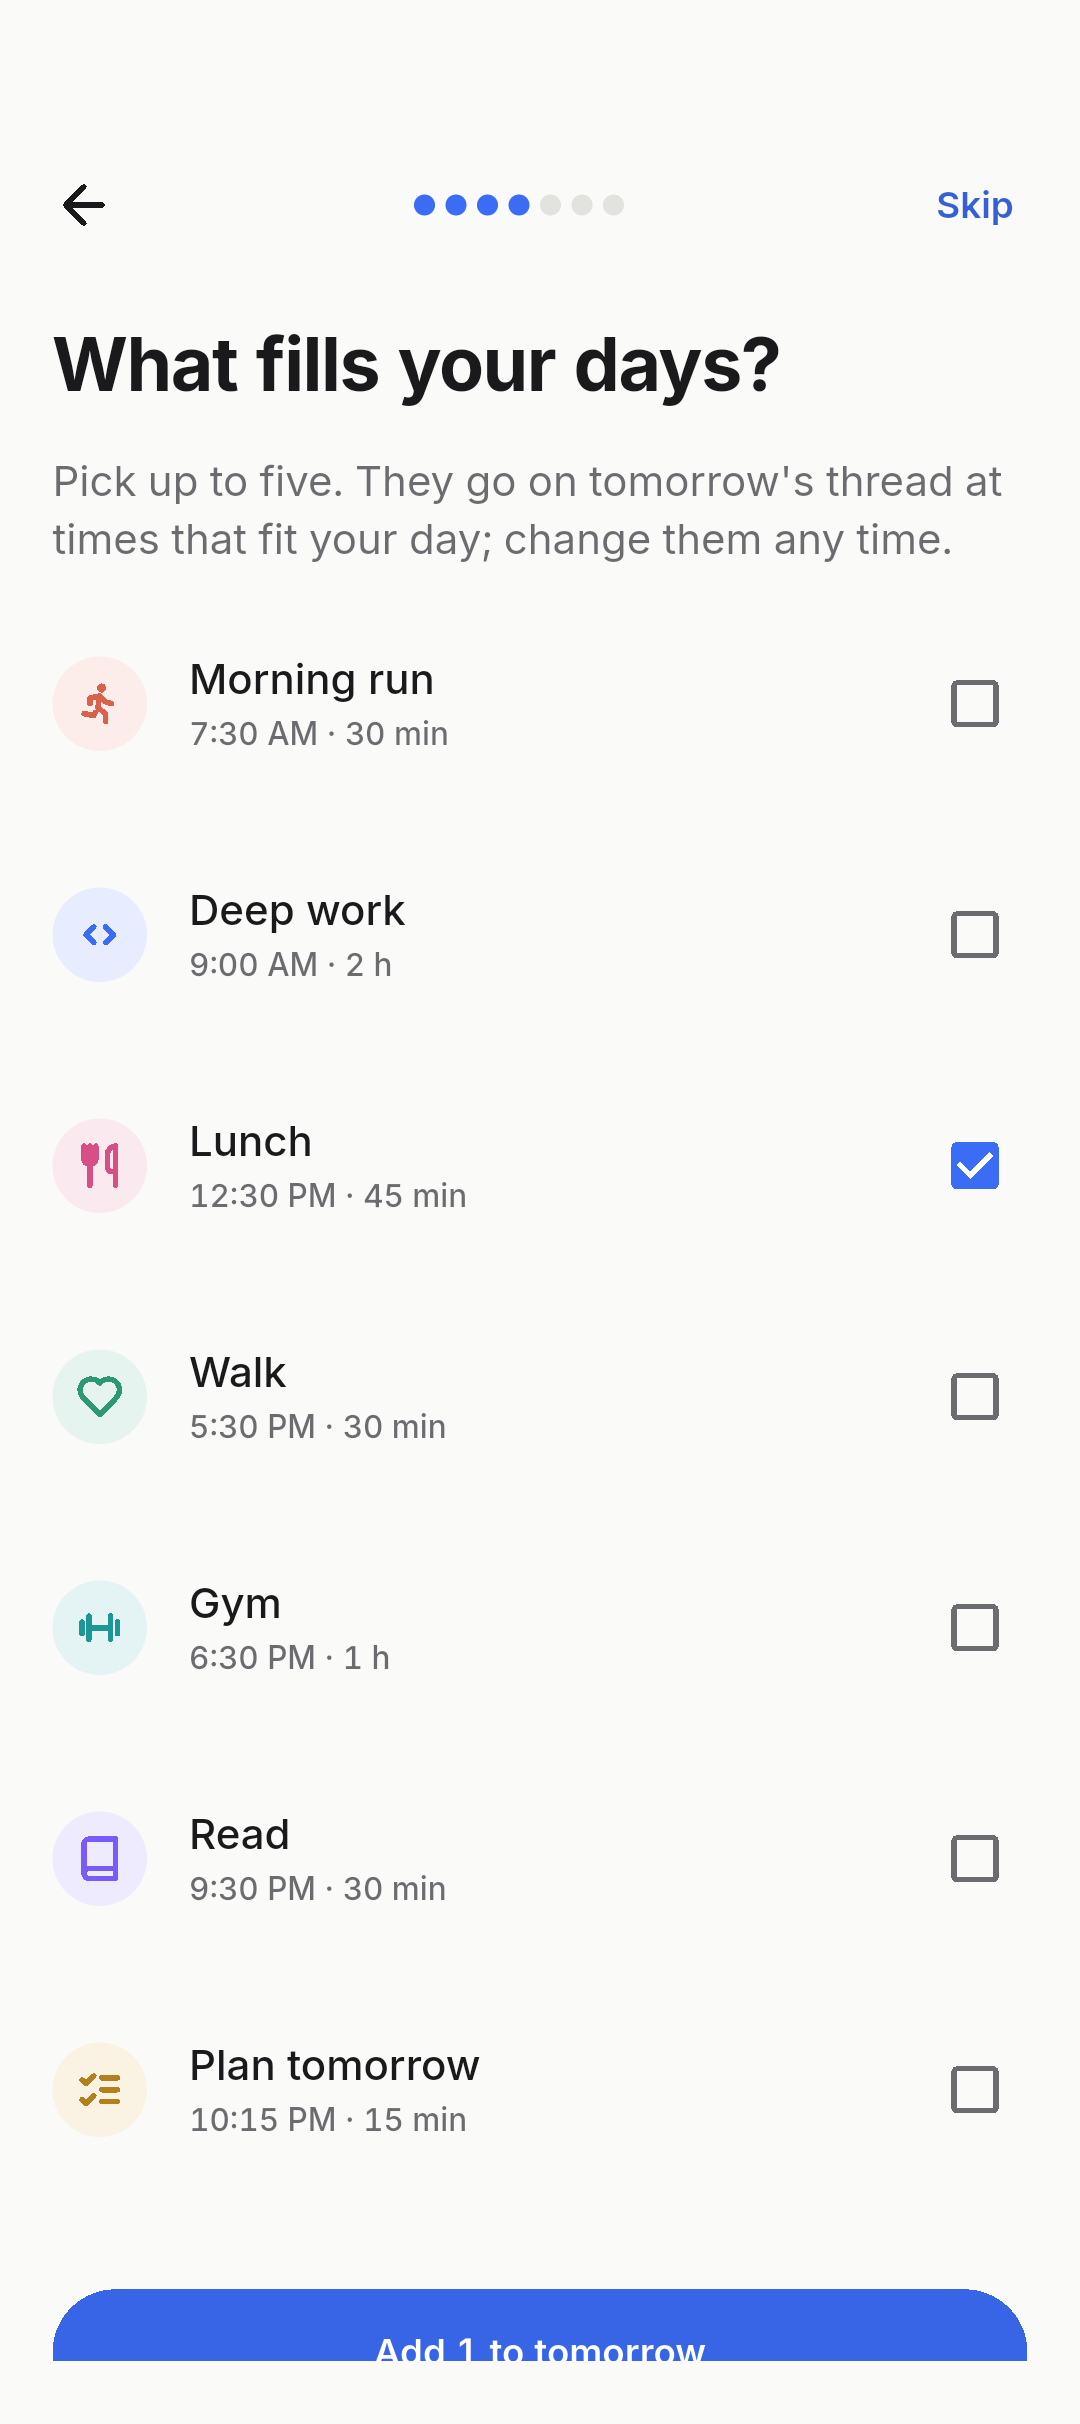 Skip
What fills your days?
Pick up to five. They go on tomorrow's thread at
times that fit your day; change them any time.
Morning run
7:30 AM · 30 min
Deep work
9:00 AM · 2 h
Lunch
12:30 PM · 45 min
Walk
5:30 PM · 30 min
Gym
6:30 PM · 1 h
Read
9:30 PM · 30 min
Plan tomorrow
10:15 PM · 15 min
Add 1 to tomorrow